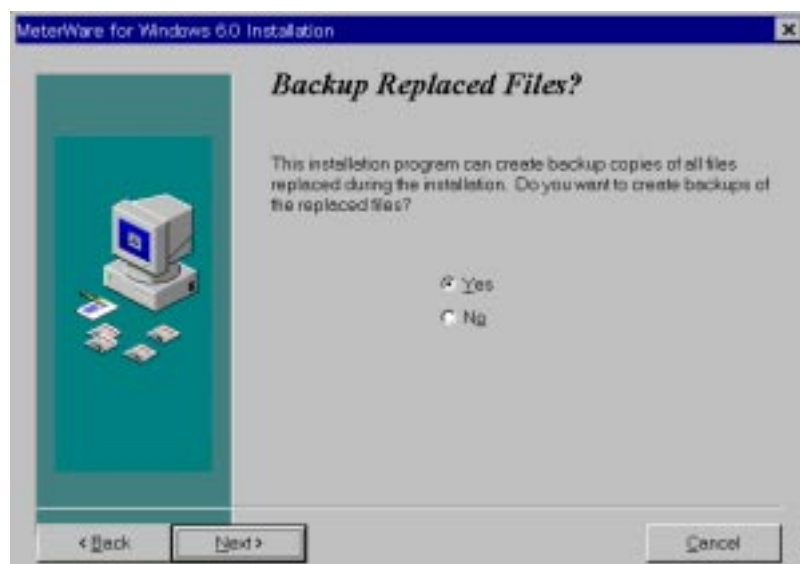 MeterWare for Windows 6.0 Installation
Backup Replaced Files?
This installation program can create backup copies of all files
replaced during the installation. Do you want to create backups of
the replaced files?
Yes
No
< Back
Next >
Cancel